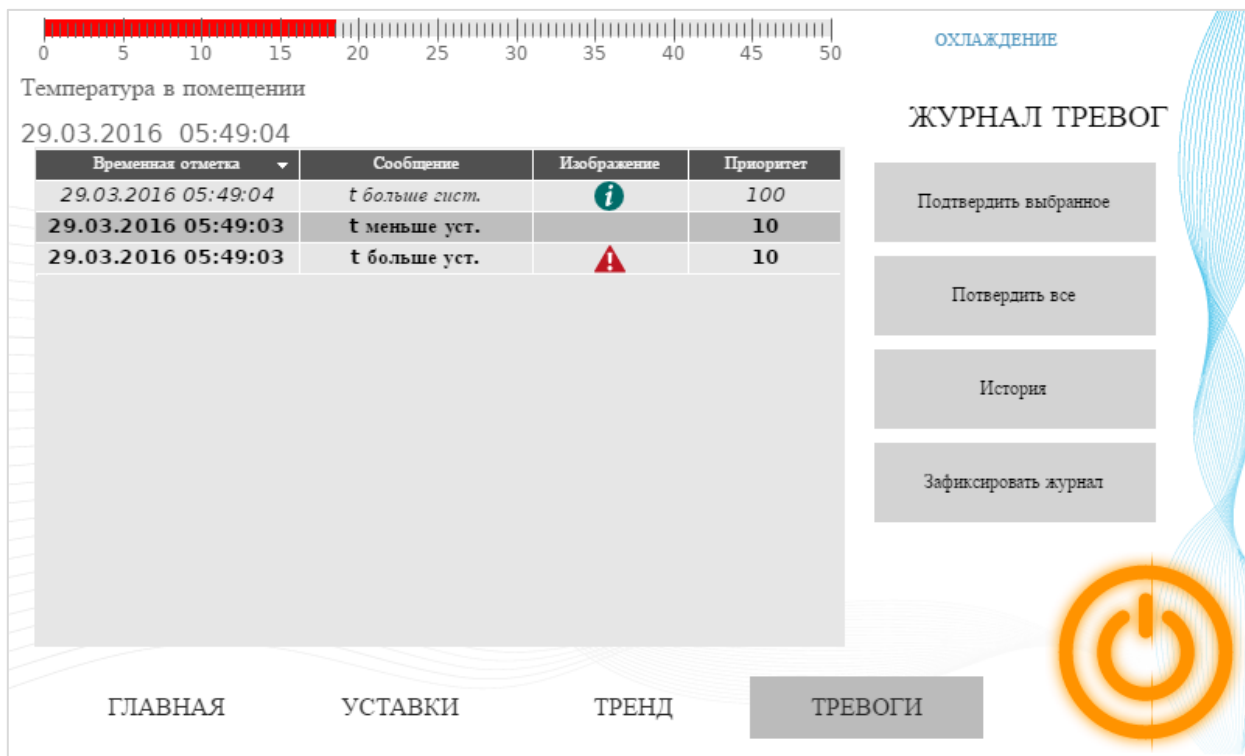 0 5 10 15 20 25 30 35 40 45 50
ОХЛАЖДЕНИЕ
Температура в помещении
29.03.2016 05:49:04
ЖУРНАЛ ТРЕВОГ
Временная отметка Сообщение Изображение Приоритет
29.03.2016 05:49:04 t больше гист. i 100
29.03.2016 05:49:03 t меньше уст. 10
29.03.2016 05:49:03 t больше уст. ! 10
Подтвердить выбранное
Потвердить все
История
Зафиксировать журнал
ГЛАВНАЯ УСТАВКИ ТРЕНД ТРЕВОГИ